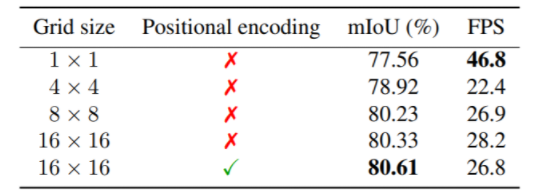 Grid size Positional encoding mIoU (%) FPS
1 × 1 ✗ 77.56 46.8
4 × 4 ✗ 78.92 22.4
8 × 8 ✗ 80.23 26.9
16 × 16 ✗ 80.33 28.2
16 × 16 ✓ 80.61 26.8